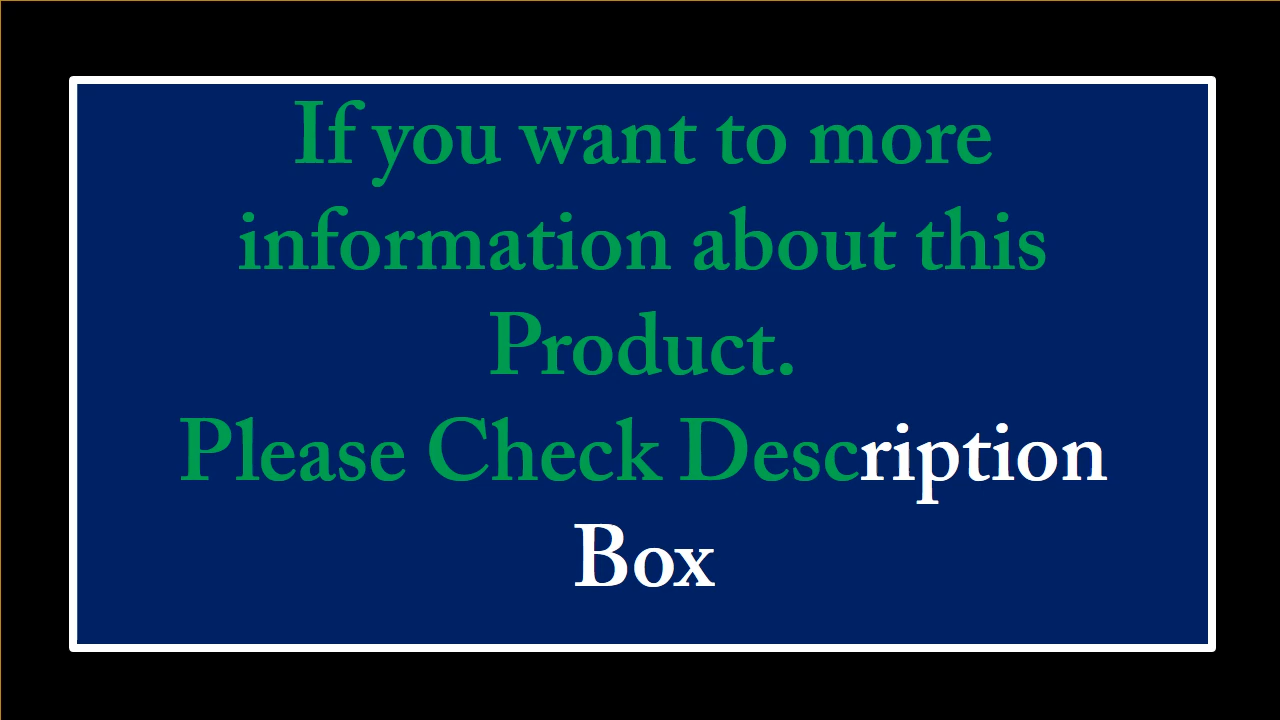 If you want to more
information about this
Product.
Please Check Description
Box